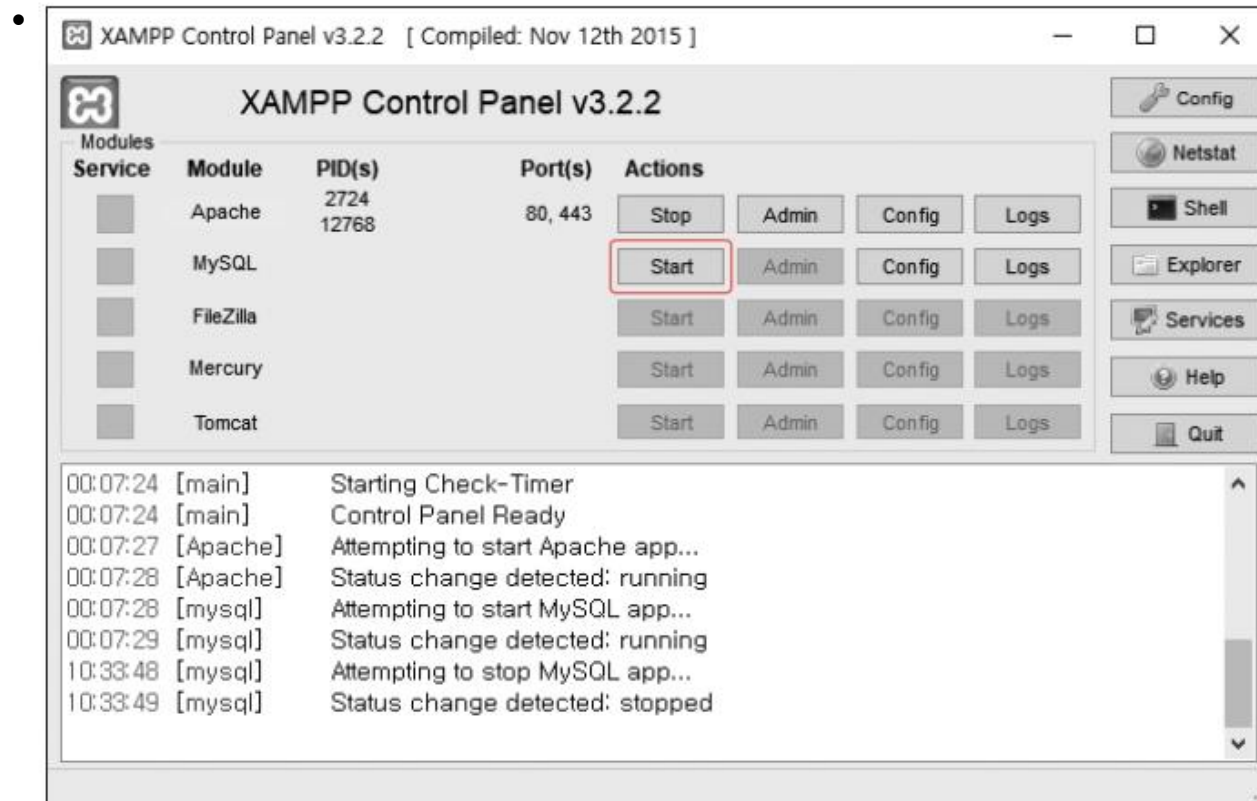 •
XAMPP Control Panel v3.2.2 [ Compiled: Nov 12th 2015 ]
XAMPP Control Panel v3.2.2
Config
Modules
Netstat
Service Module PID(s) Port(s) Actions
Apache 2724 12768 80, 443 Stop Admin Config Logs
Shell
MySQL Start Admin Config Logs
Explorer
FileZilla Start Admin Config Logs
Services
Mercury Start Admin Config Logs
Help
Tomcat Start Admin Config Logs
Quit
00:07:24 [main] Starting Check-Timer
00:07:24 [main] Control Panel Ready
00:07:27 [Apache] Attempting to start Apache app...
00:07:28 [Apache] Status change detected: running
00:07:28 [mysql] Attempting to start MySQL app...
00:07:29 [mysql] Status change detected: running
10:33:48 [mysql] Attempting to stop MySQL app...
10:33:49 [mysql] Status change detected: stopped